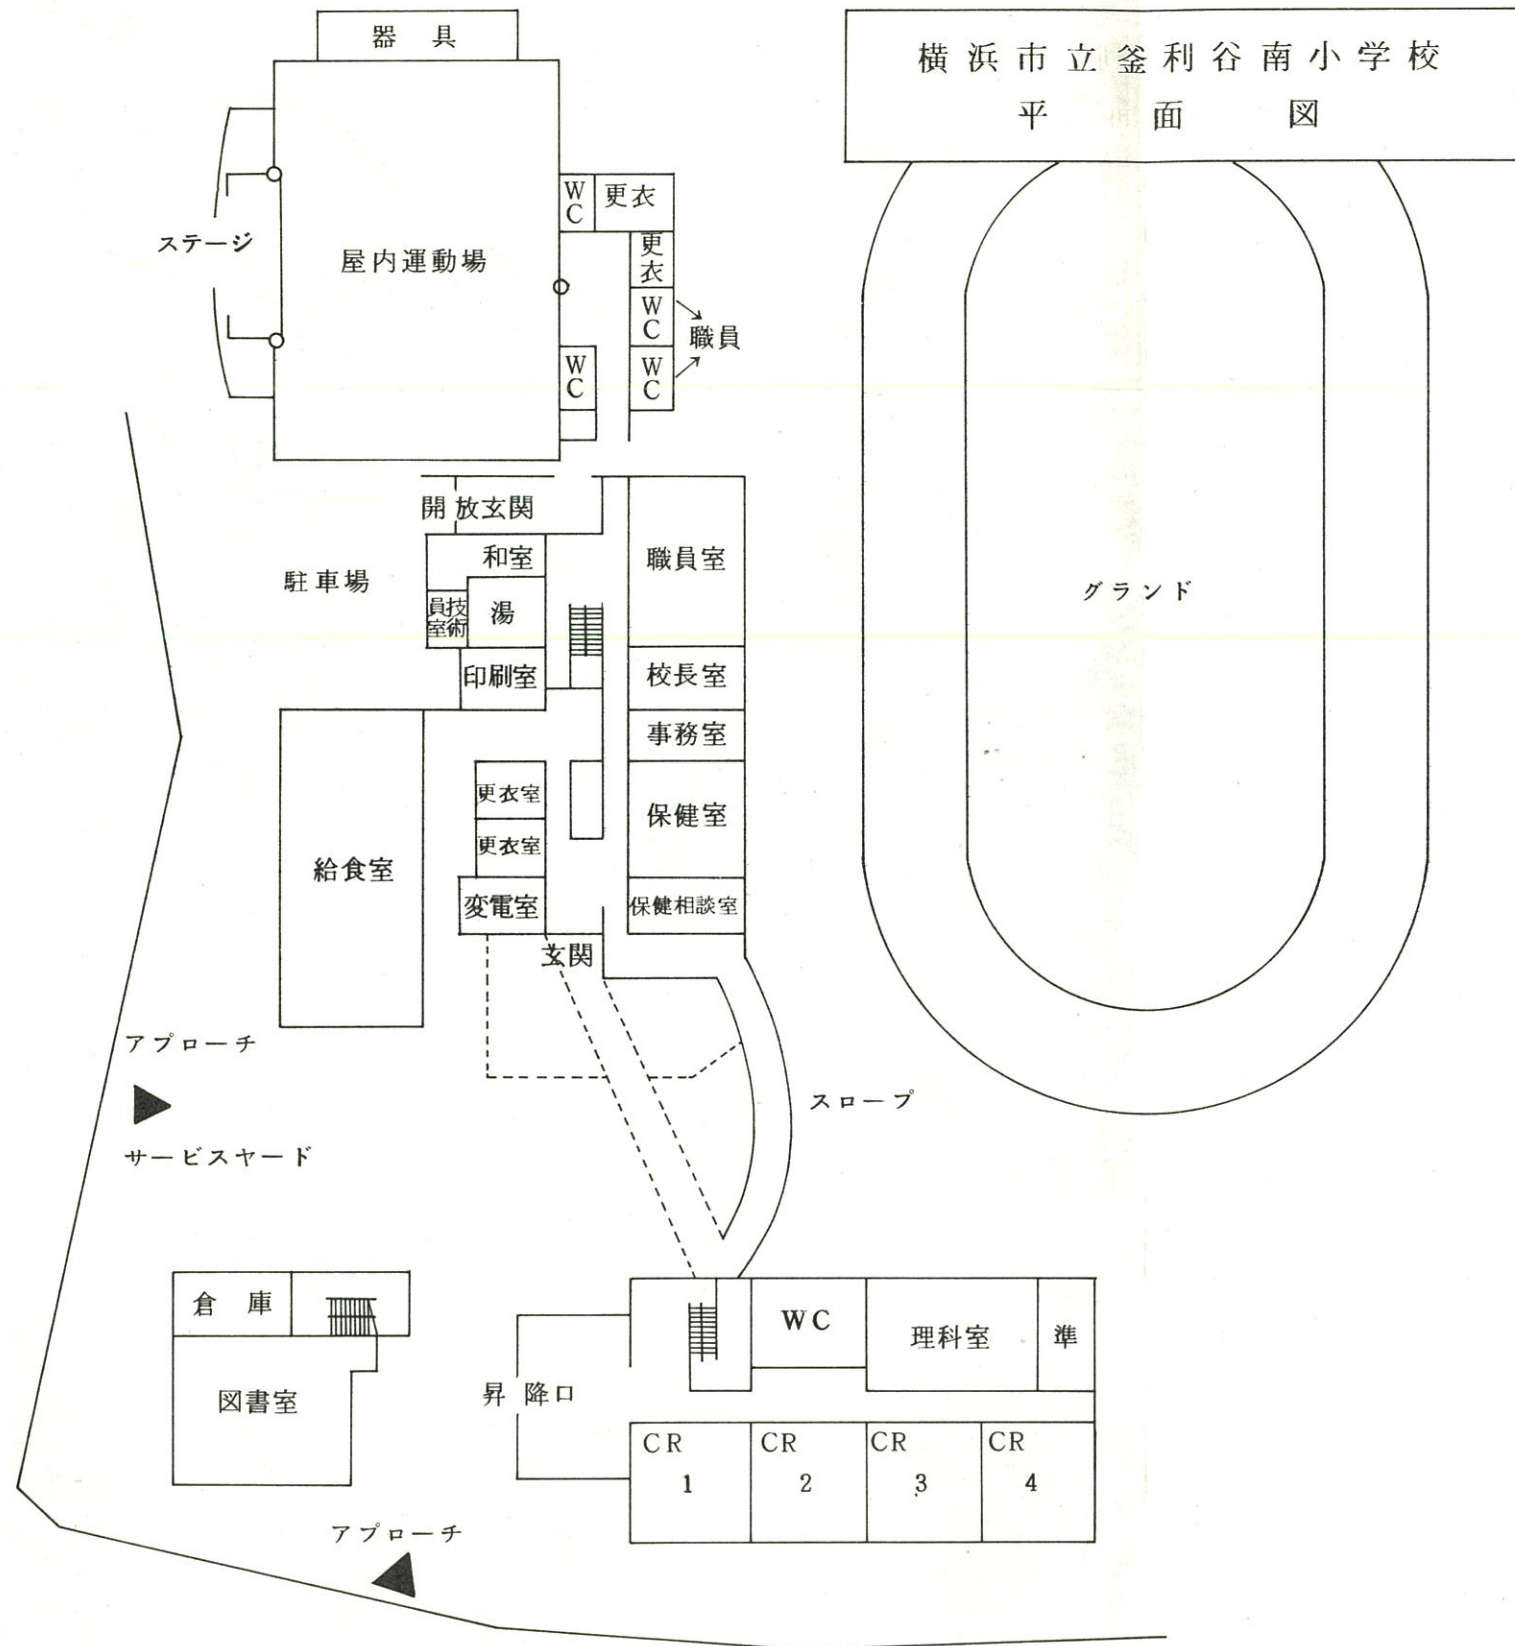 横浜市立釜利谷南小学校
平面図
器具
WC
更衣
更衣
ステージ
屋内運動場
WC
職員
WC
WC
開放玄関
和室
職員室
駐車場
技術員室
湯
グランド
印刷室
校長室
事務室
更衣室
保健室
更衣室
給食室
変電室
保健相談室
玄関
アプローチ
スロープ
サービスヤード
倉庫
WC
理科室
準
図書室
昇降口
CR
1
CR
2
CR
3
CR
4
アプローチ